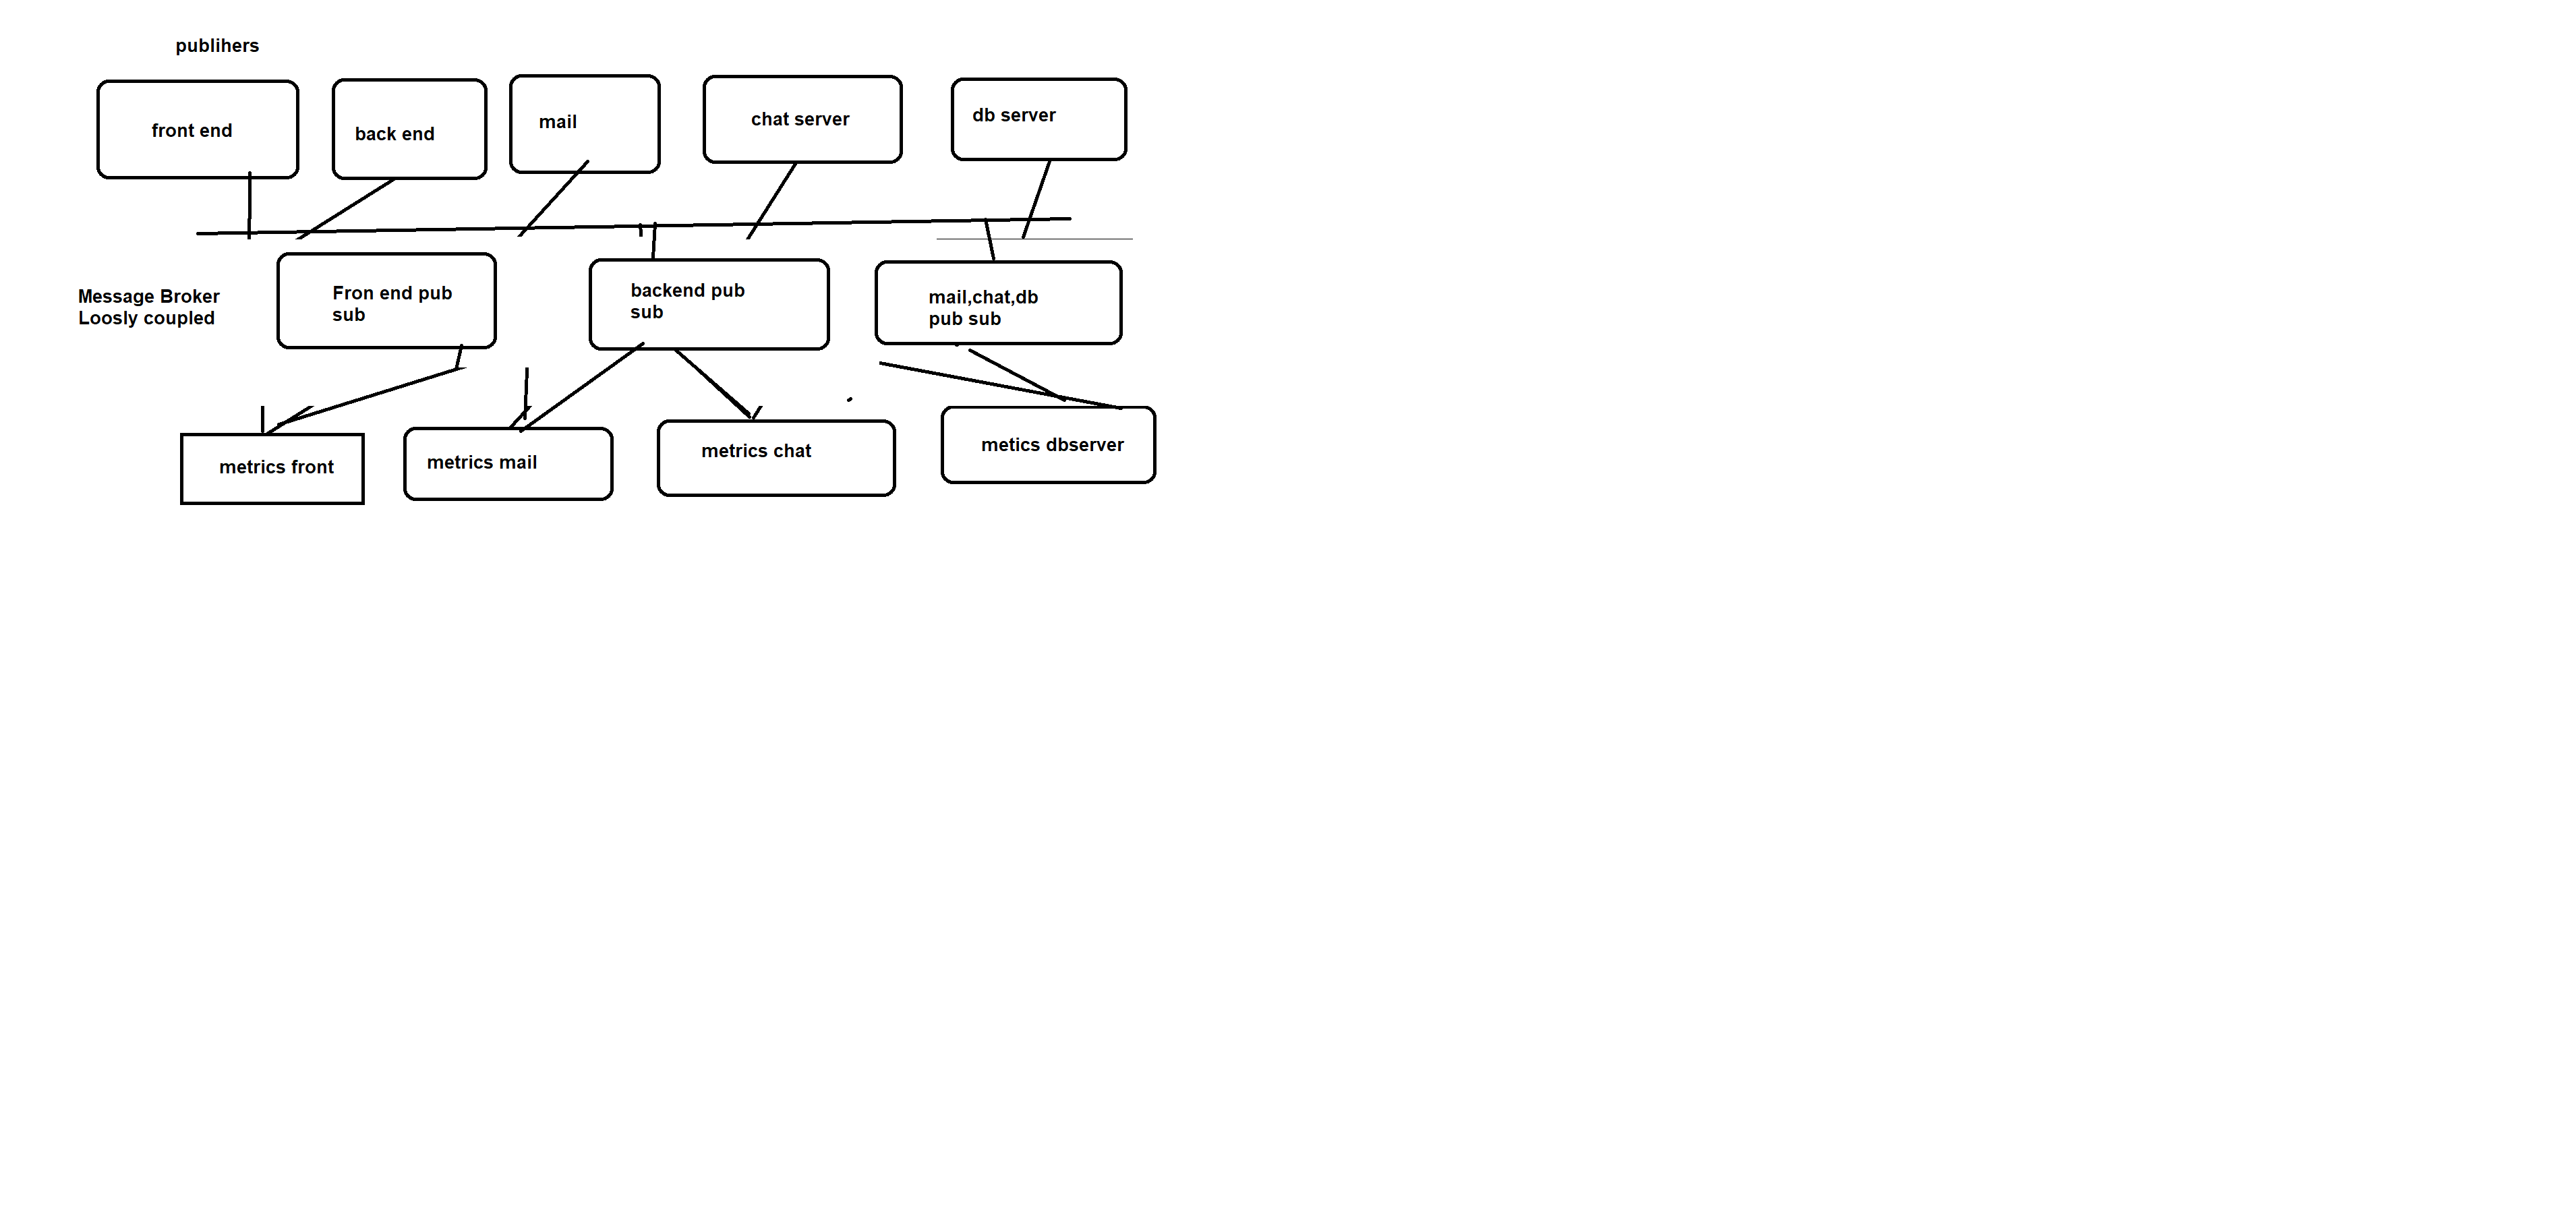 publihers
front end
back end
mail
chat server
db server
Message Broker
Loosly coupled
Fron end pub
sub
backend pub
sub
mail,chat,db
pub sub
metrics front
metrics mail
metrics chat
metics dbserver